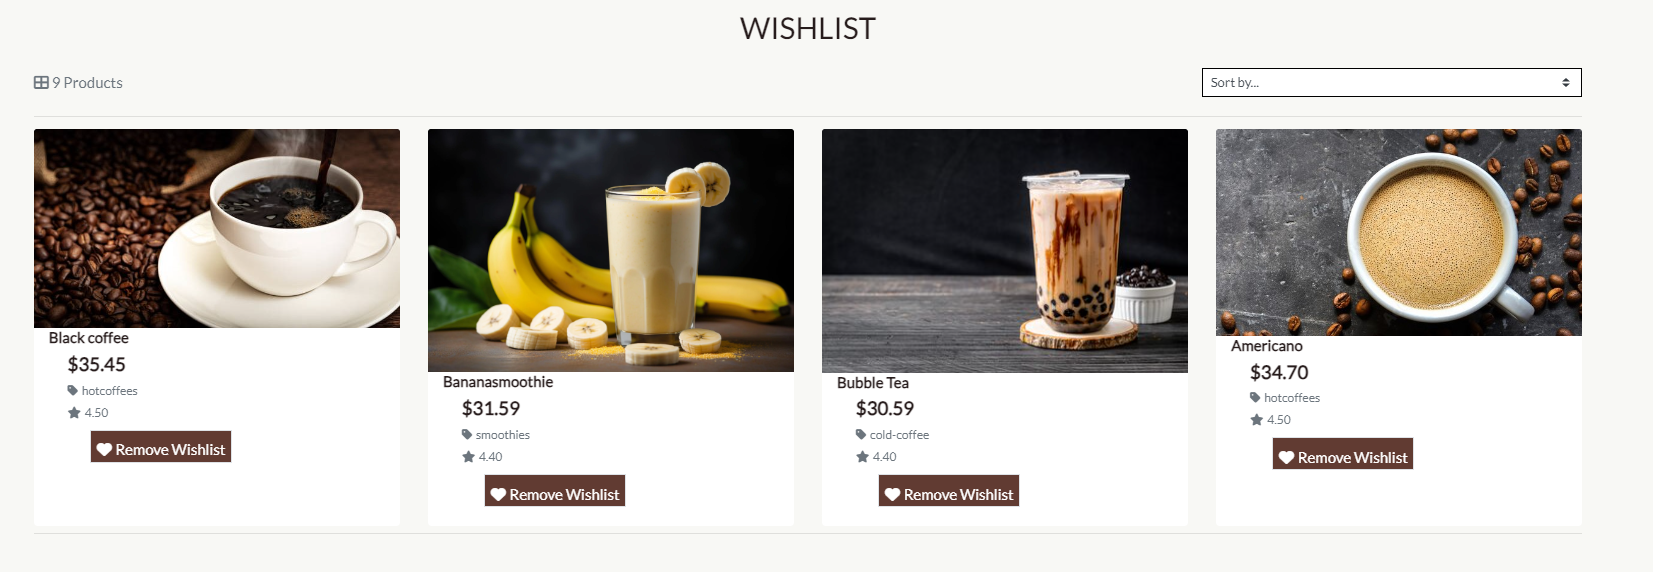 WISHLIST
9 Products
Sort by...
Black coffee
$35.45
hotcoffees
4.50
Remove Wishlist
Bananasmoothie
$31.59
smoothies
4.40
Remove Wishlist
Bubble Tea
$30.59
cold-coffee
4.40
Remove Wishlist
Americano
$34.70
hotcoffees
4.50
Remove Wishlist